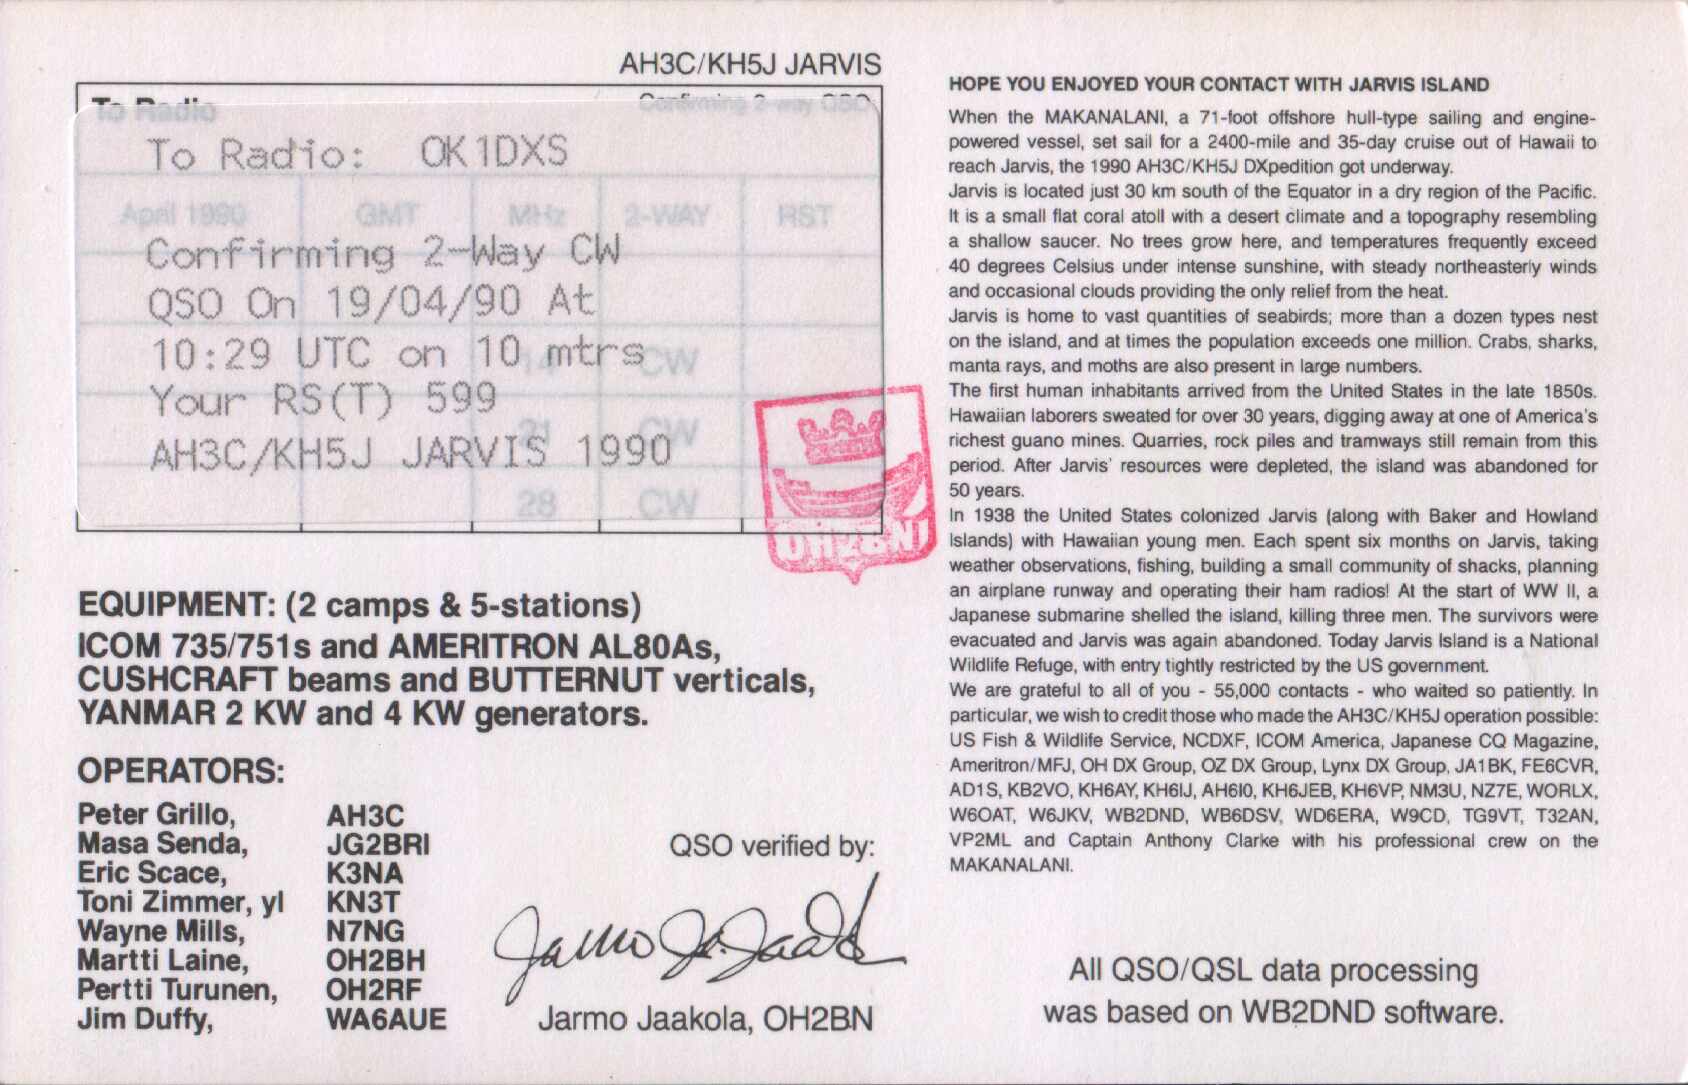 AH3C/KH5J JARVIS
To Radio
Confirming 2-way QSO
To Radio: OK1DXS
April 1990 GMT MHz 2-WAY RST
Confirming 2-Way CW
QSO On 19/04/90 At
10:29 UTC on 10 mtrs
14 CW
Your RS(T) 599
21 CW
AH3C/KH5J JARVIS 1990
28 CW
OH2BN
EQUIPMENT: (2 camps & 5-stations)
ICOM 735/751s and AMERITRON AL80As,
CUSHCRAFT beams and BUTTERNUT verticals,
YANMAR 2 KW and 4 KW generators.
OPERATORS:
Peter Grillo, AH3C
Masa Senda, JG2BRI
Eric Scace, K3NA
Toni Zimmer, yl KN3T
Wayne Mills, N7NG
Martti Laine, OH2BH
Pertti Turunen, OH2RF
Jim Duffy, WA6AUE
QSO verified by:
Jarmo J. Jaakola
Jarmo Jaakola, OH2BN
HOPE YOU ENJOYED YOUR CONTACT WITH JARVIS ISLAND
When the MAKANALANI, a 71-foot offshore hull-type sailing and engine-
powered vessel, set sail for a 2400-mile and 35-day cruise out of Hawaii to
reach Jarvis, the 1990 AH3C/KH5J DXpedition got underway.
Jarvis is located just 30 km south of the Equator in a dry region of the Pacific.
It is a small flat coral atoll with a desert climate and a topography resembling
a shallow saucer. No trees grow here, and temperatures frequently exceed
40 degrees Celsius under intense sunshine, with steady northeasterly winds
and occasional clouds providing the only relief from the heat.
Jarvis is home to vast quantities of seabirds; more than a dozen types nest
on the island, and at times the population exceeds one million. Crabs, sharks,
manta rays, and moths are also present in large numbers.
The first human inhabitants arrived from the United States in the late 1850s.
Hawaiian laborers sweated for over 30 years, digging away at one of America's
richest guano mines. Quarries, rock piles and tramways still remain from this
period. After Jarvis' resources were depleted, the island was abandoned for
50 years.
In 1938 the United States colonized Jarvis (along with Baker and Howland
Islands) with Hawaiian young men. Each spent six months on Jarvis, taking
weather observations, fishing, building a small community of shacks, planning
an airplane runway and operating their ham radios! At the start of WW II, a
Japanese submarine shelled the island, killing three men. The survivors were
evacuated and Jarvis was again abandoned. Today Jarvis Island is a National
Wildlife Refuge, with entry tightly restricted by the US government.
We are grateful to all of you - 55,000 contacts - who waited so patiently. In
particular, we wish to credit those who made the AH3C/KH5J operation possible:
US Fish & Wildlife Service, NCDXF, ICOM America, Japanese CQ Magazine,
Ameritron/MFJ, OH DX Group, OZ DX Group, Lynx DX Group, JA1BK, FE6CVR,
AD1S, KB2VO, KH6AY, KH6IJ, AH6IO, KH6JEB, KH6VP, NM3U, NZ7E, WORLX,
W6OAT, W6JKV, WB2DND, WB6DSV, WD6ERA, W9CD, TG9VT, T32AN,
VP2ML and Captain Anthony Clarke with his professional crew on the
MAKANALANI.
All QSO/QSL data processing
was based on WB2DND software.